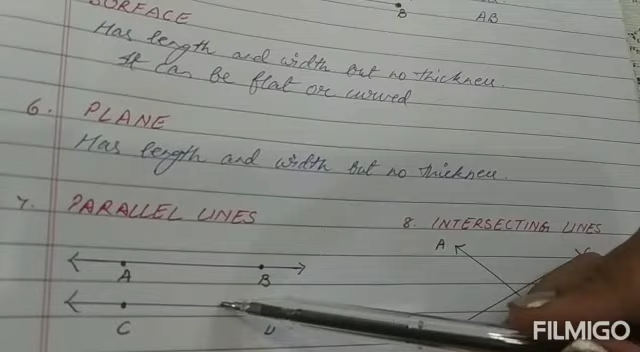 B AB
SURFACE
Has length and width but no thickness.
It can be flat or curved
6. PLANE
Has length and width but no thickness.
7. PARALLEL LINES
8. INTERSECTING LINES
A
A B
C
FILMIGO